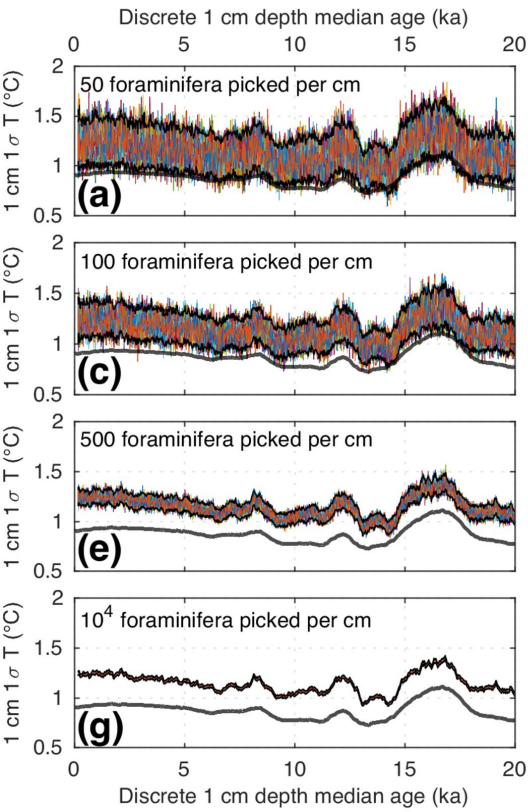 Discrete 1 cm depth median age (ka)
0 5 10 15 20
2
1.5
1
0.5
1 cm 1σ T (°C)
50 foraminifera picked per cm
(a)
2
1.5
1
0.5
1 cm 1σ T (°C)
100 foraminifera picked per cm
(c)
2
1.5
1
0.5
1 cm 1σ T (°C)
500 foraminifera picked per cm
(e)
2
1.5
1
0.5
1 cm 1σ T (°C)
10⁴ foraminifera picked per cm
(g)
0 5 10 15 20
Discrete 1 cm depth median age (ka)